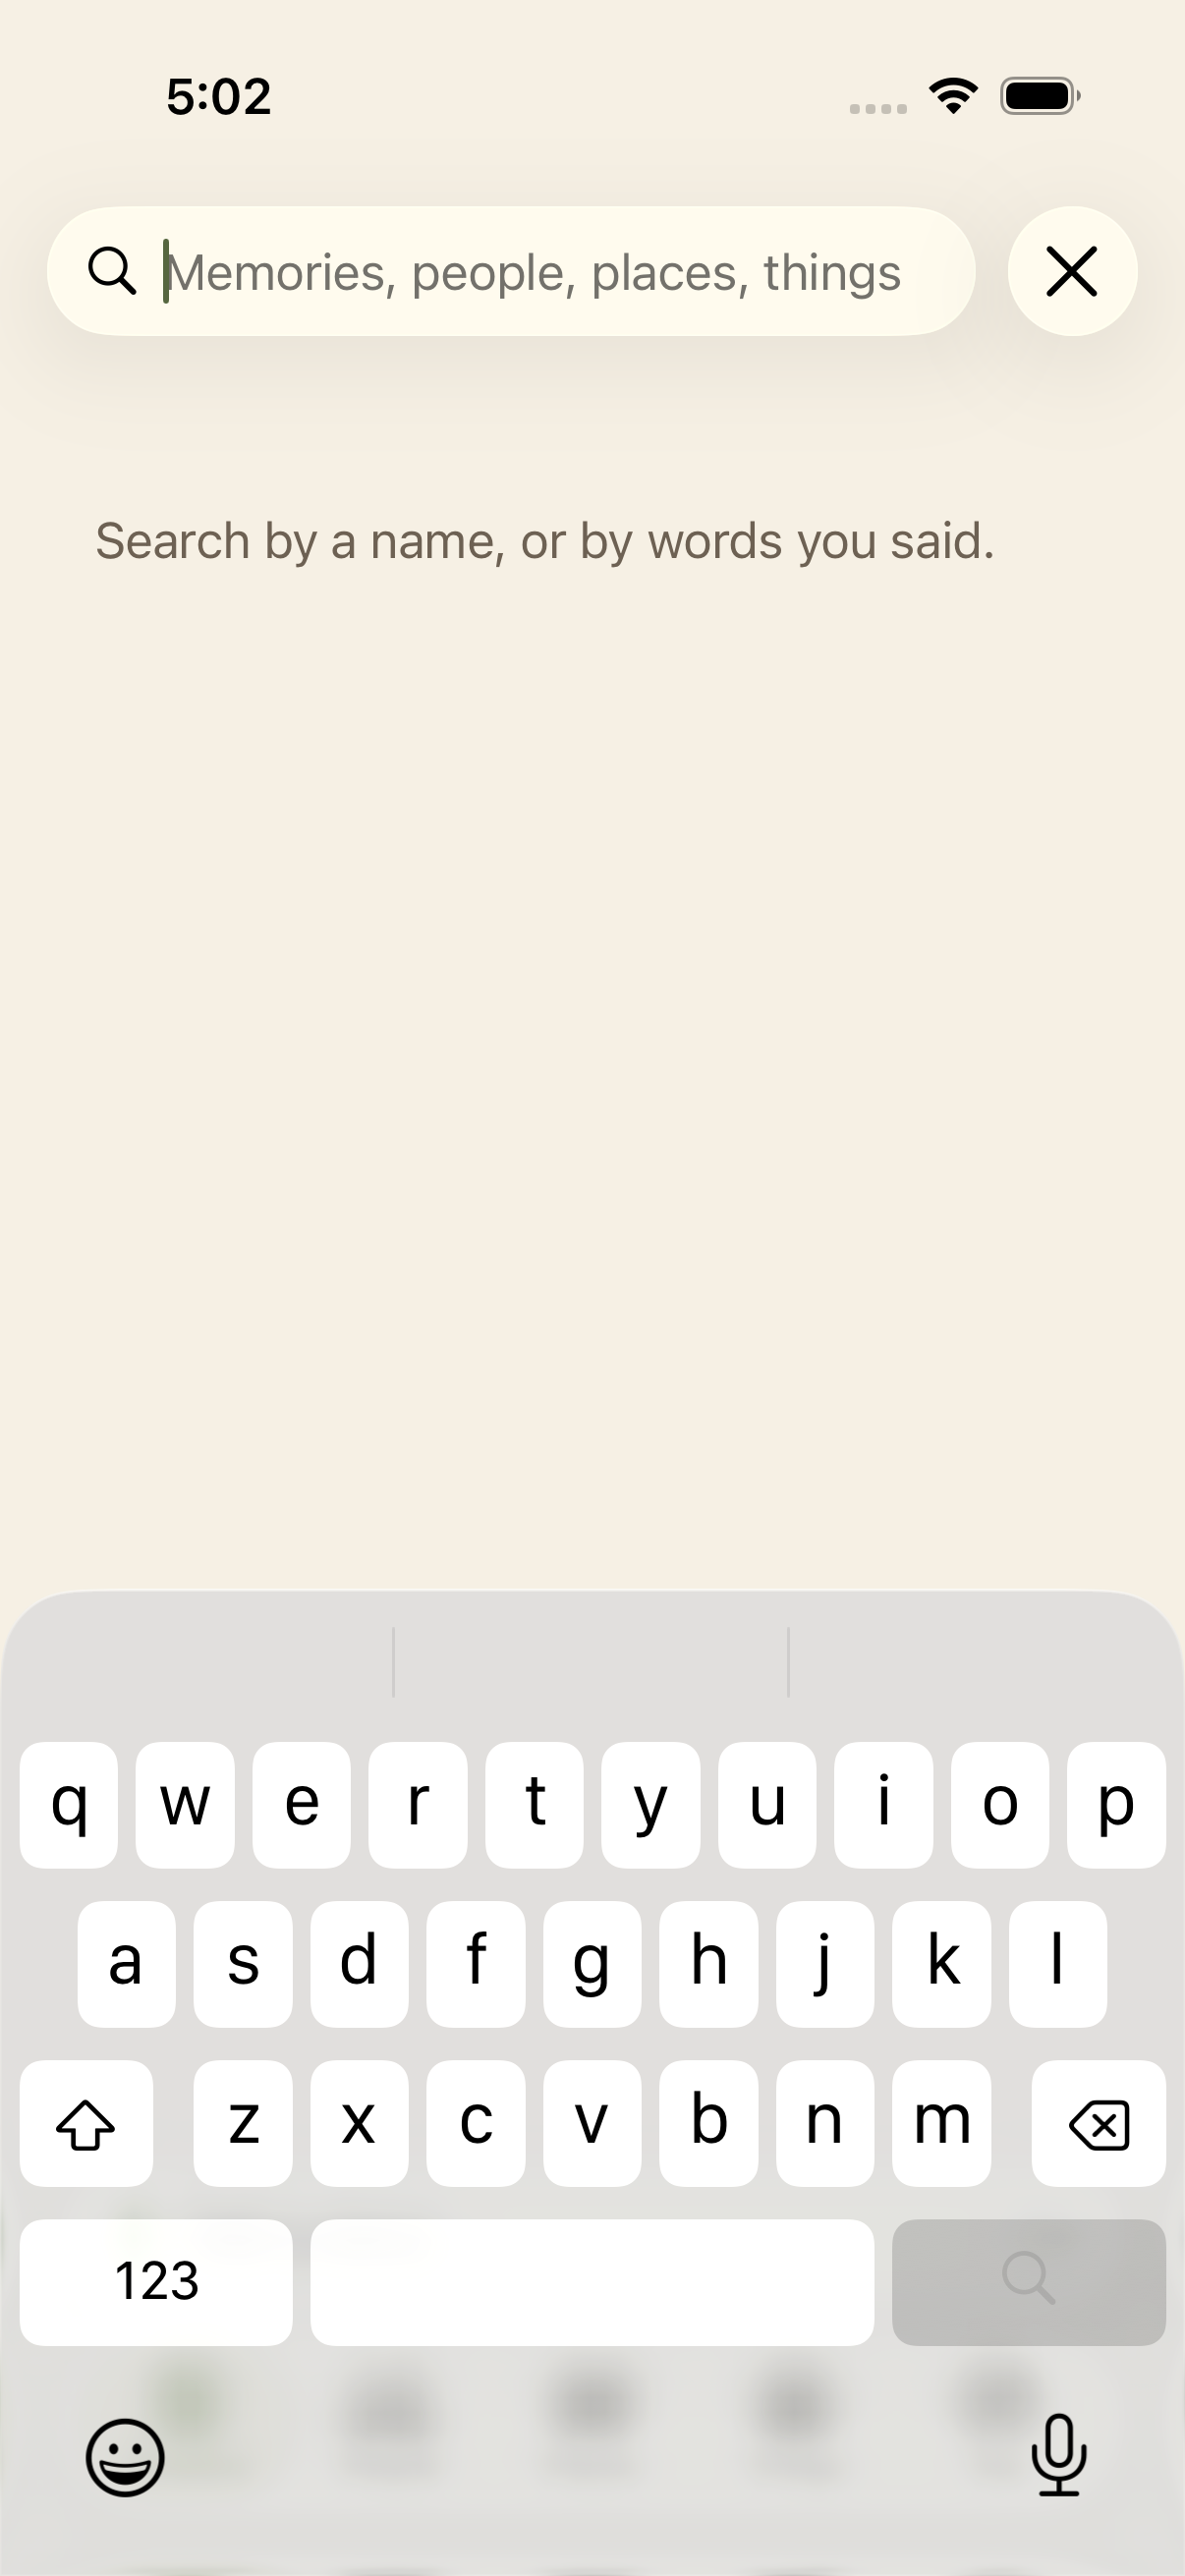 5:02
Memories, people, places, things
Search by a name, or by words you said.
q w e r t y u i o p
a s d f g h j k l
z x c v b n m
123